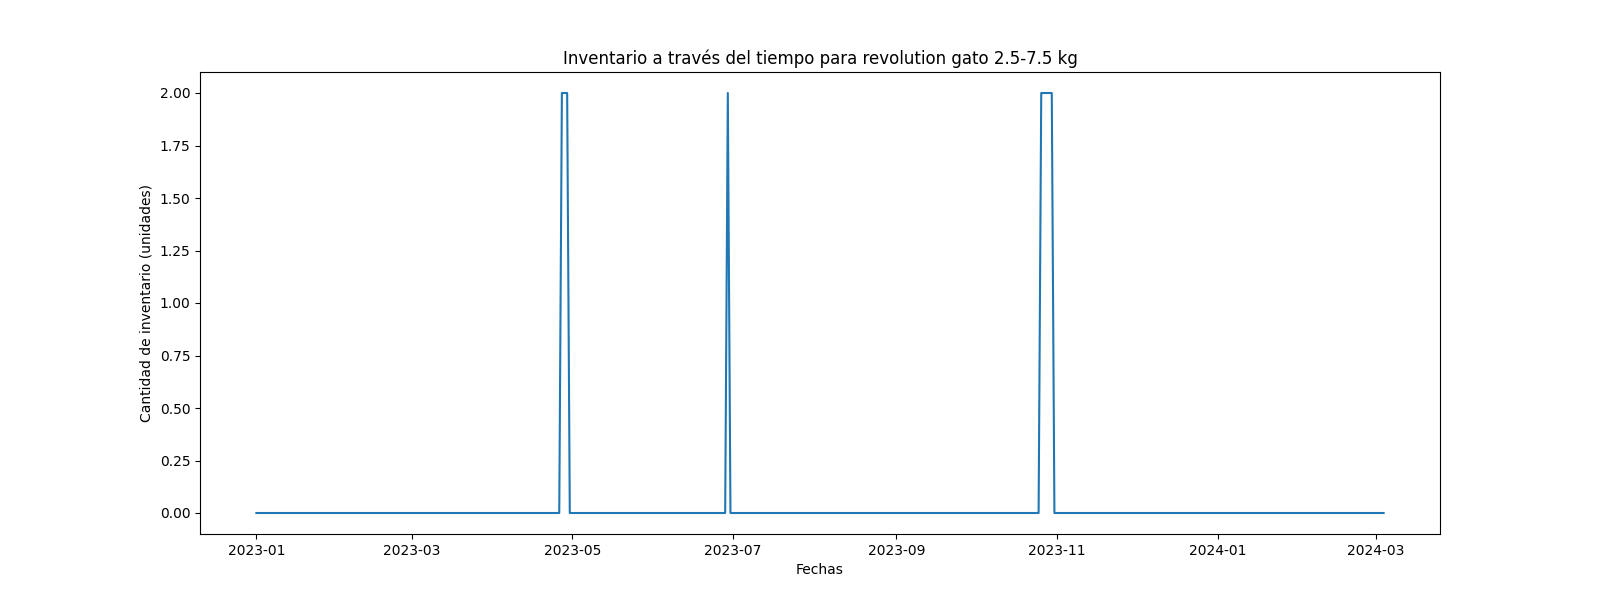 Inventario a través del tiempo para revolution gato 2.5-7.5 kg
Cantidad de inventario (unidades)
2.00
1.75
1.50
1.25
1.00
0.75
0.50
0.25
0.00
2023-01 2023-03 2023-05 2023-07 2023-09 2023-11 2024-01 2024-03
Fechas